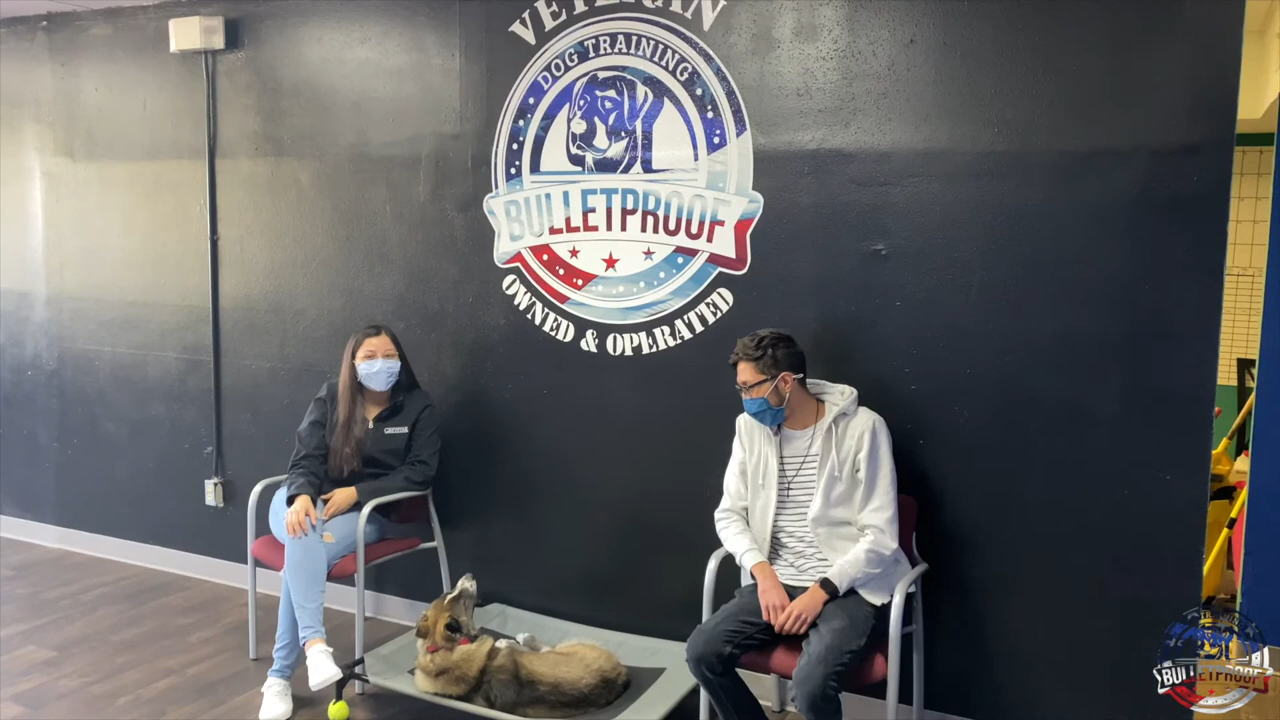 VETERAN
DOG TRAINING
BULLETPROOF
OWNED & OPERATED
BULLETPROOF